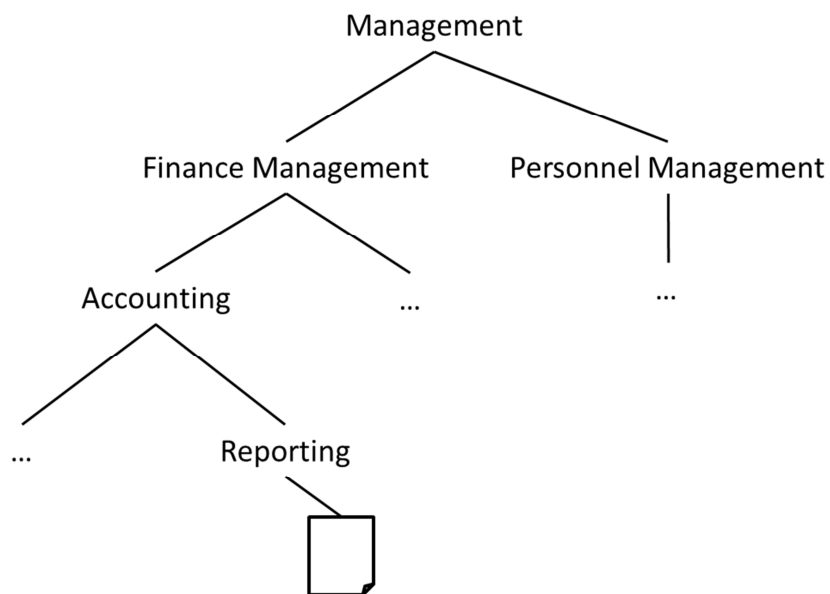 Management
Finance Management
Personnel Management
Accounting
...
...
...
Reporting